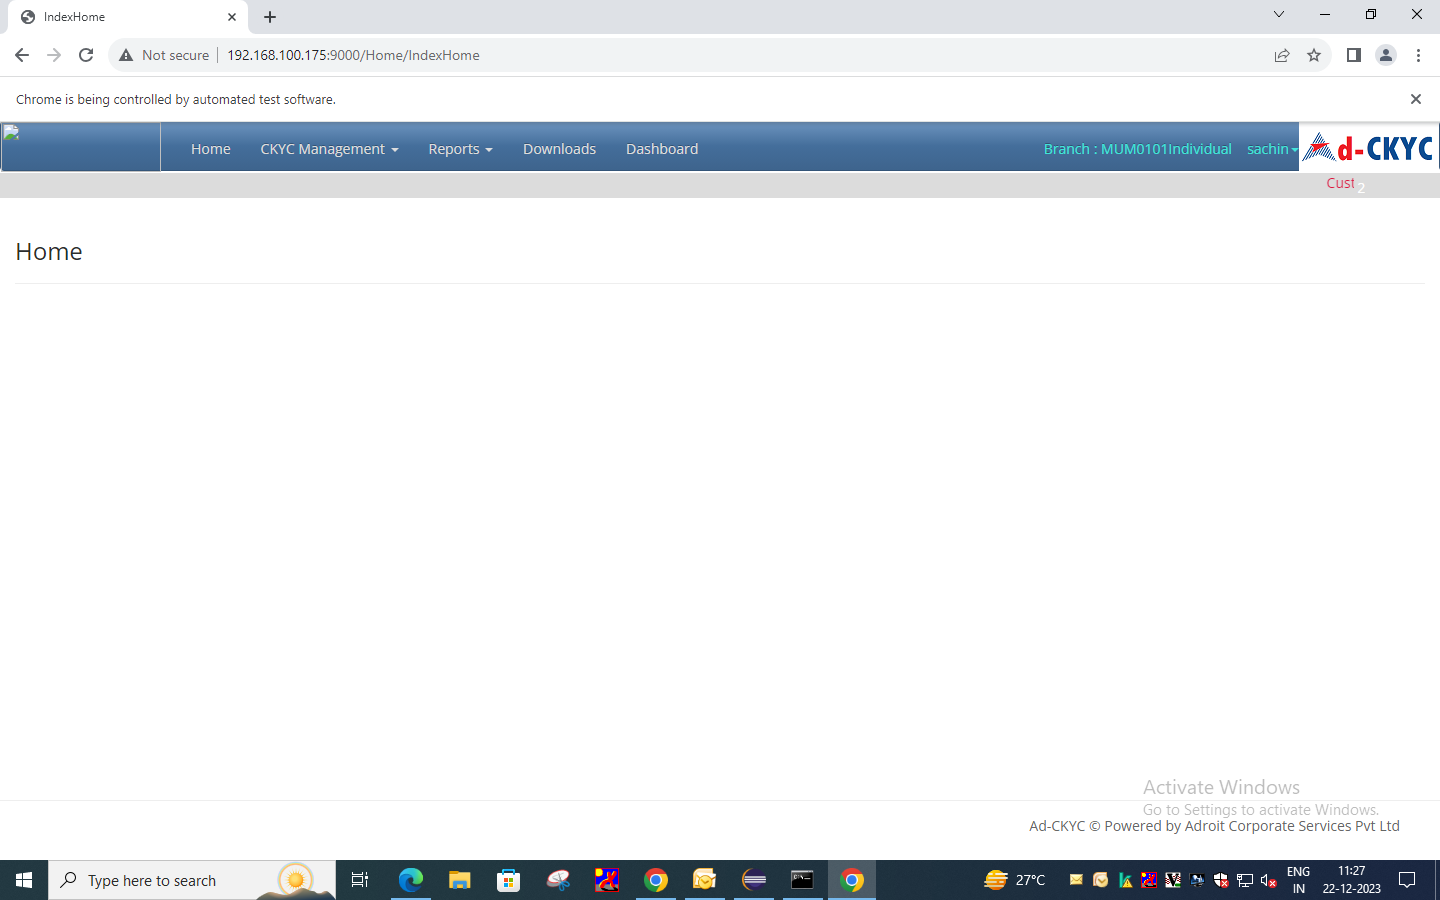 IndexHome
Not secure 192.168.100.175:9000/Home/IndexHome
Chrome is being controlled by automated test software.
Home CKYC Management Reports Downloads Dashboard Branch : MUM0101Individual sachin d-CKYC
Cust 2
Home
Activate Windows
Go to Settings to activate Windows.
Ad-CKYC © Powered by Adroit Corporate Services Pvt Ltd
Type here to search 27°C ENG 11:27
IN 22-12-2023